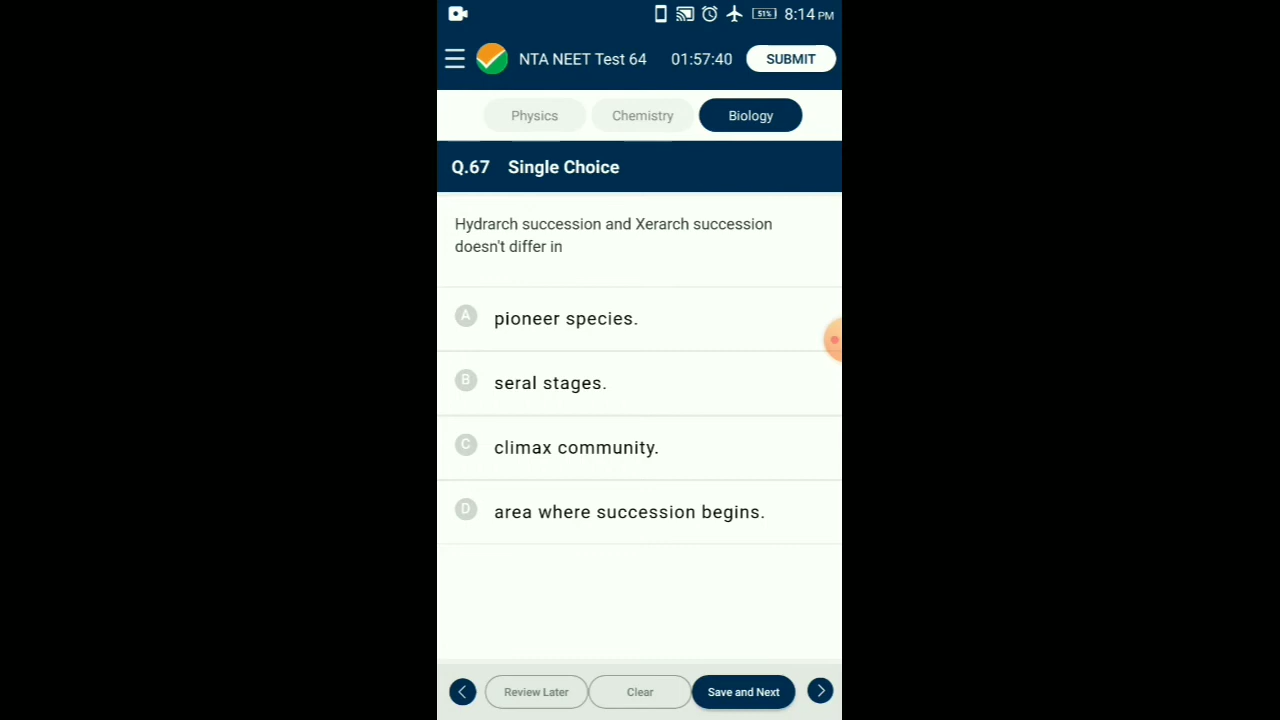 51% 8:14 PM
NTA NEET Test 64 01:57:40 SUBMIT
Physics Chemistry Biology
Q.67 Single Choice
Hydrarch succession and Xerarch succession
doesn't differ in
A pioneer species.
B seral stages.
C climax community.
D area where succession begins.
Review Later Clear Save and Next